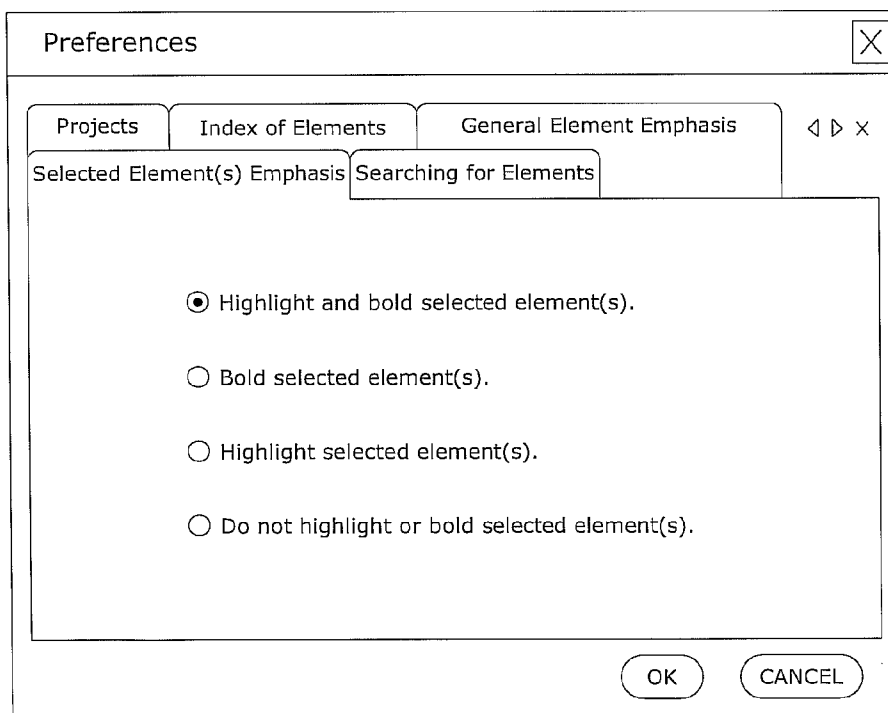 Preferences
Projects
Index of Elements
General Element Emphasis
Selected Element(s) Emphasis
Searching for Elements
Highlight and bold selected element(s).
Bold selected element(s).
Highlight selected element(s).
Do not highlight or bold selected element(s).
OK
CANCEL